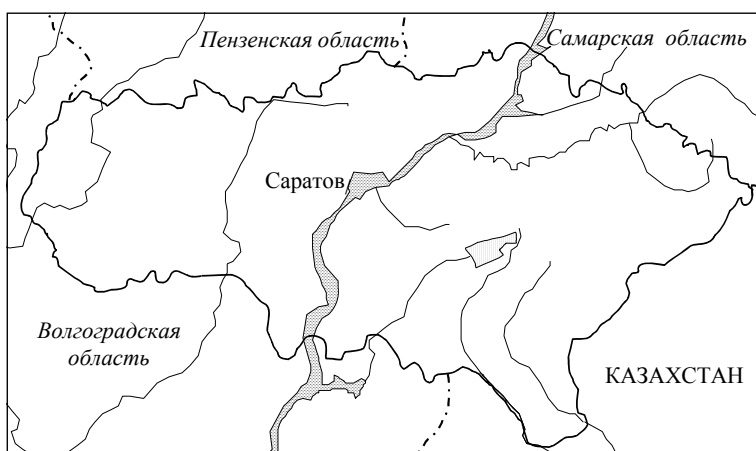 Пензенская область
Самарская область
Саратов
Волгоградская
область
КАЗАХСТАН